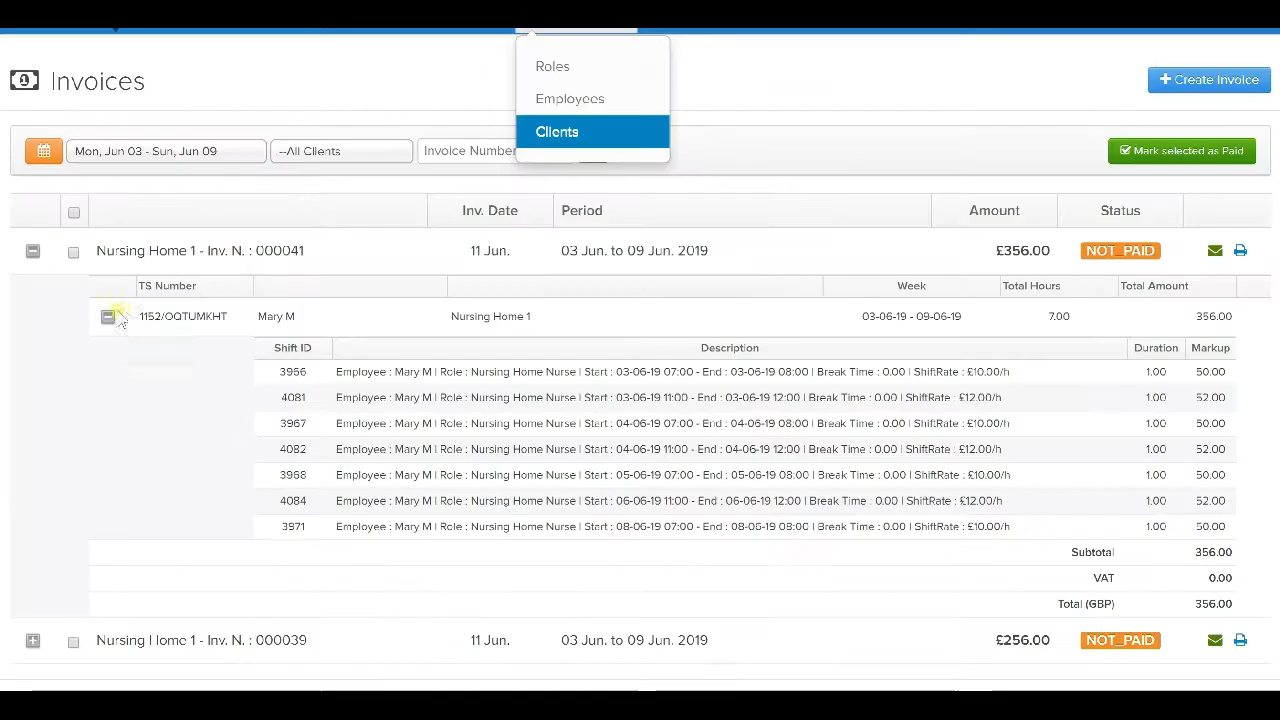 Roles
Employees
Clients
Invoices
Create Invoice
Mon, Jun 03 - Sun, Jun 09
--All Clients
Invoice Number
Mark selected as Paid
Inv. Date Period Amount Status
Nursing Home 1 - Inv. N. : 000041 11 Jun. 03 Jun. to 09 Jun. 2019 £356.00 NOT_PAID
TS Number Week Total Hours Total Amount
1152/OQTUMKHT Mary M Nursing Home 1 03-06-19 - 09-06-19 7.00 356.00
Shift ID Description Duration Markup
3966 Employee : Mary M | Role : Nursing Home Nurse | Start : 03-06-19 07:00 - End : 03-06-19 08:00 | Break Time : 0.00 | ShiftRate : £10.00/h 1.00 50.00
4081 Employee : Mary M | Role : Nursing Home Nurse | Start : 03-06-19 11:00 - End : 03-06-19 12:00 | Break Time : 0.00 | ShiftRate : £12.00/h 1.00 52.00
3967 Employee : Mary M | Role : Nursing Home Nurse | Start : 04-06-19 07:00 - End : 04-06-19 08:00 | Break Time : 0.00 | ShiftRate : £10.00/h 1.00 50.00
4082 Employee : Mary M | Role : Nursing Home Nurse | Start : 04-06-19 11:00 - End : 04-06-19 12:00 | Break Time : 0.00 | ShiftRate : £12.00/h 1.00 52.00
3968 Employee : Mary M | Role : Nursing Home Nurse | Start : 05-06-19 07:00 - End : 05-06-19 08:00 | Break Time : 0.00 | ShiftRate : £10.00/h 1.00 50.00
4084 Employee : Mary M | Role : Nursing Home Nurse | Start : 06-06-19 11:00 - End : 06-06-19 12:00 | Break Time : 0.00 | ShiftRate : £12.00/h 1.00 52.00
3971 Employee : Mary M | Role : Nursing Home Nurse | Start : 08-06-19 07:00 - End : 08-06-19 08:00 | Break Time : 0.00 | ShiftRate : £10.00/h 1.00 50.00
Subtotal 356.00
VAT 0.00
Total (GBP) 356.00
Nursing Home 1 - Inv. N. : 000039 11 Jun. 03 Jun. to 09 Jun. 2019 £256.00 NOT_PAID